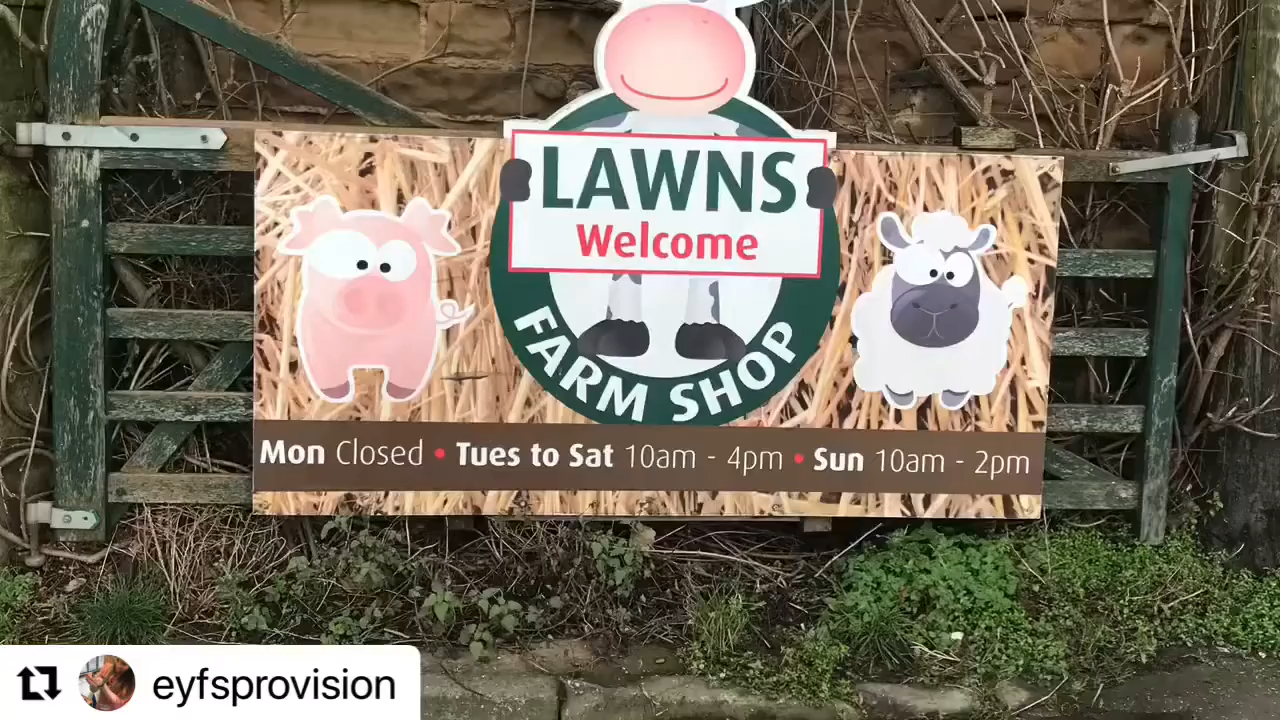 LAWNS
Welcome
FARM SHOP
Mon Closed • Tues to Sat 10am - 4pm • Sun 10am - 2pm
eyfsprovision